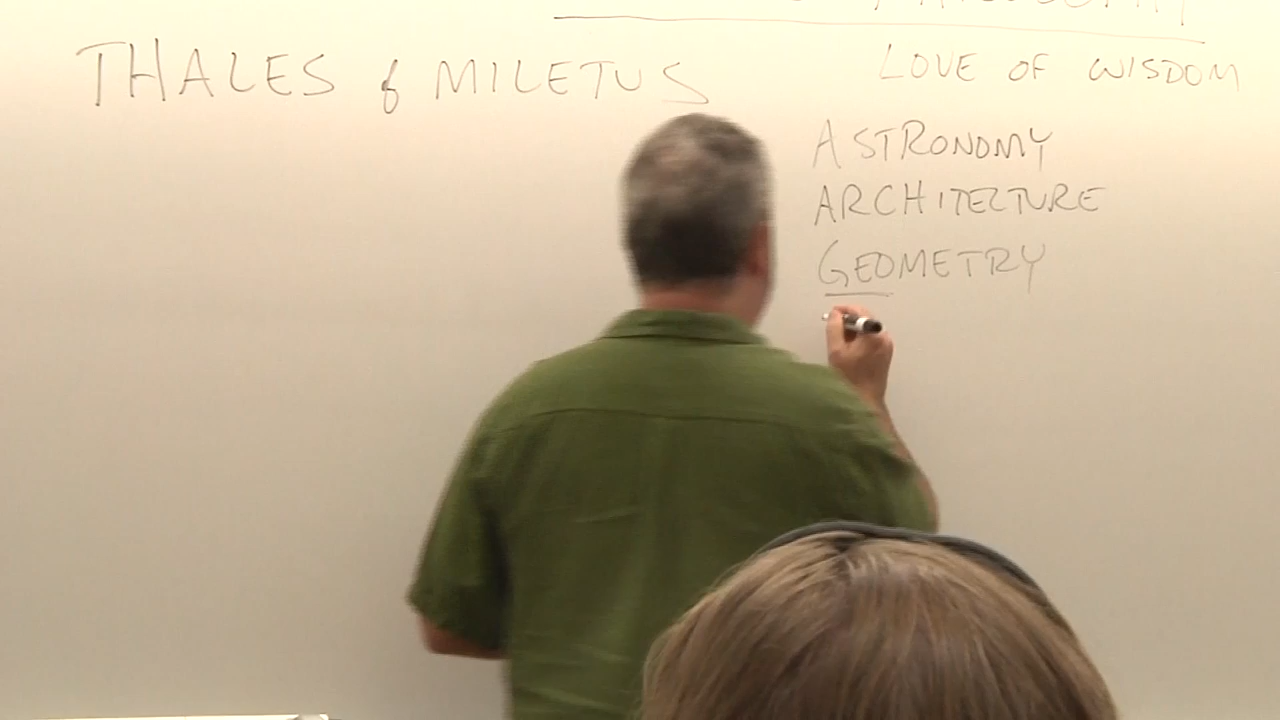 THALES of MILETUS
LOVE OF WISDOM
ASTRONOMY
ARCHITECTURE
GEOMETRY